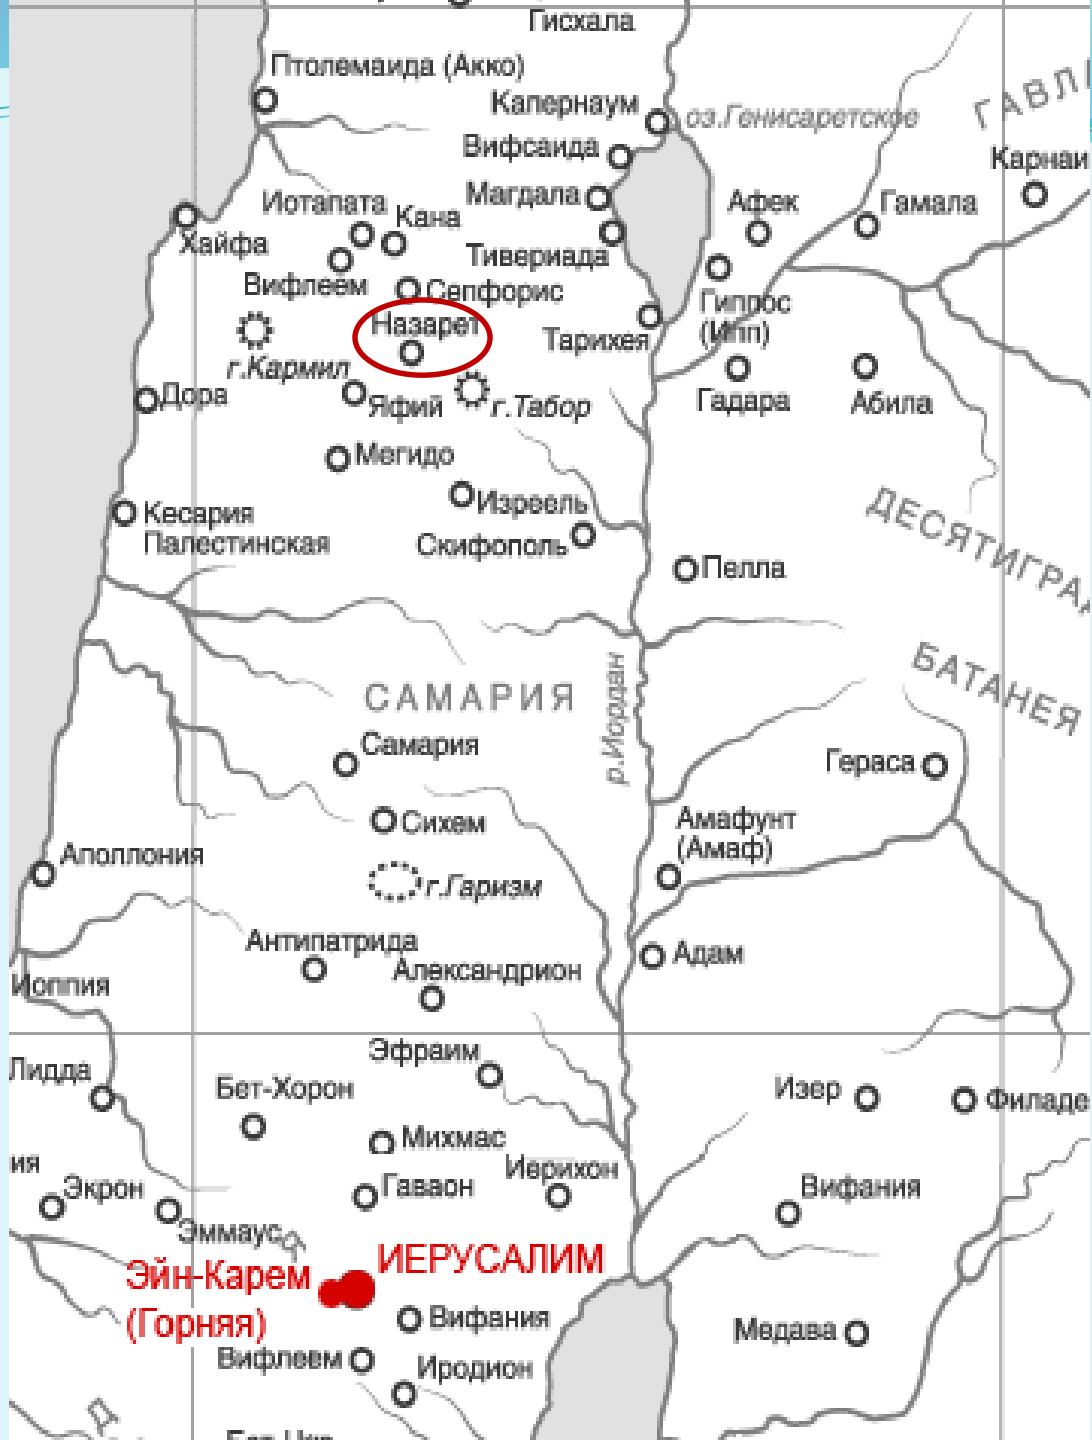 Гисхала
Птолемаида (Акко)
Капернаум
оз.Генисаретское
ГАВЛ
Вифсаида
Карнаи
Магдала
Иотапата
Кана
Афек
Гамала
Хайфа
Тивериада
Вифлеем
Сепфорис
Гиппос
(Ипп)
Назарет
Тарихея
г.Кармил
Дора
Яфий
г.Табор
Гадара
Абила
Мегидо
Изреель
Кесария
Палестинская
Скифополь
ДЕСЯТИГРА
Пелла
БАТАНЕЯ
САМАРИЯ
р.Иордан
Самария
Гераса
Сихем
Амафунт
(Амаф)
Аполлония
г.Гаризм
Антипатрида
Александрион
Адам
Иоппия
Эфраим
Лидда
Бет-Хорон
Изер
Филаде
Михмас
ия
Иерихон
Экрон
Гаваон
Вифания
Эммаус
ИЕРУСАЛИМ
Эйн-Карем
(Горняя)
Вифания
Медава
Вифлеем
Иродион
Д